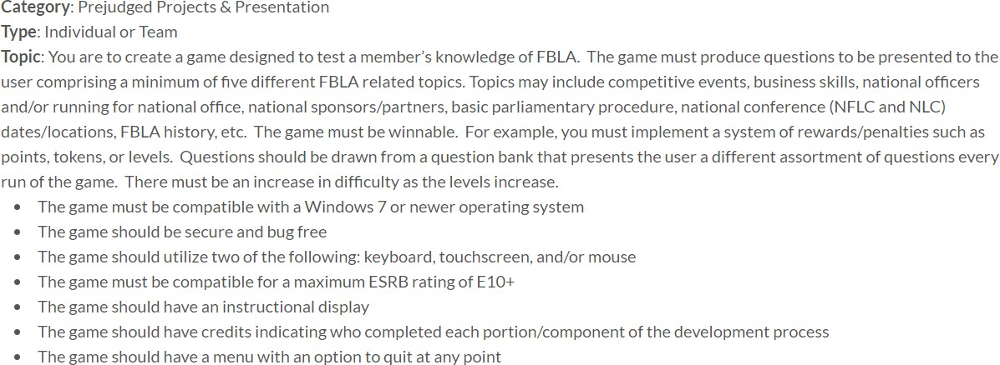 Category: Prejudged Projects & Presentation
Type: Individual or Team
Topic: You are to create a game designed to test a member’s knowledge of FBLA.  The game must produce questions to be presented to the
user comprising a minimum of five different FBLA related topics. Topics may include competitive events, business skills, national officers
and/or running for national office, national sponsors/partners, basic parliamentary procedure, national conference (NFLC and NLC)
dates/locations, FBLA history, etc.  The game must be winnable.  For example, you must implement a system of rewards/penalties such as
points, tokens, or levels.  Questions should be drawn from a question bank that presents the user a different assortment of questions every
run of the game.  There must be an increase in difficulty as the levels increase.
• The game must be compatible with a Windows 7 or newer operating system
• The game should be secure and bug free
• The game should utilize two of the following: keyboard, touchscreen, and/or mouse
• The game must be compatible for a maximum ESRB rating of E10+
• The game should have an instructional display
• The game should have credits indicating who completed each portion/component of the development process
• The game should have a menu with an option to quit at any point